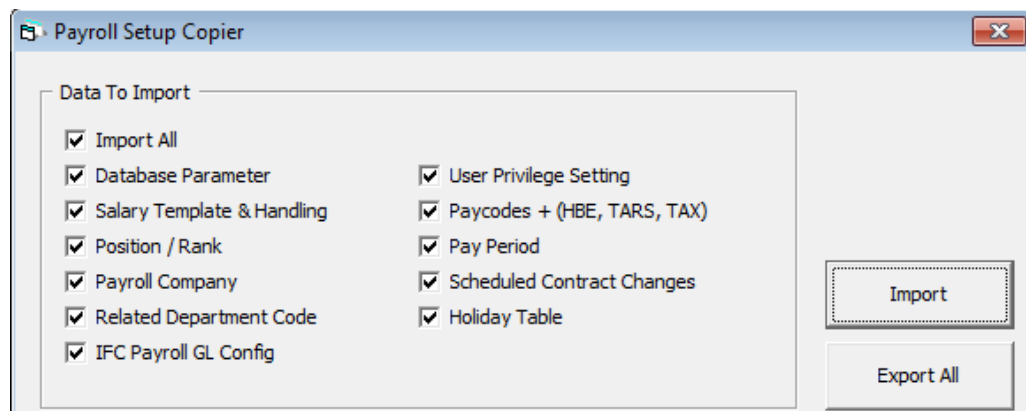 Payroll Setup Copier
Data To Import
Import All
Database Parameter
User Privilege Setting
Salary Template & Handling
Paycodes + (HBE, TARS, TAX)
Position / Rank
Pay Period
Payroll Company
Scheduled Contract Changes
Related Department Code
Holiday Table
IFC Payroll GL Config
Import
Export All